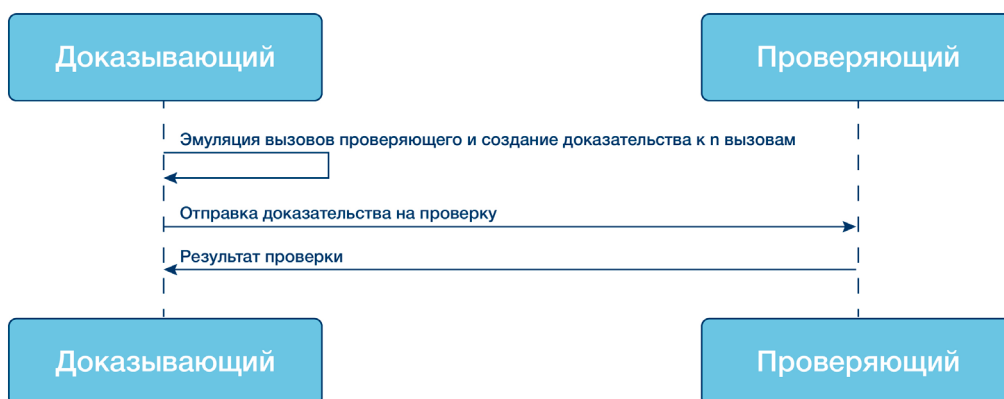 Доказывающий
Проверяющий
Эмуляция вызовов проверяющего и создание доказательства к n вызовам
Отправка доказательства на проверку
Результат проверки
Доказывающий
Проверяющий